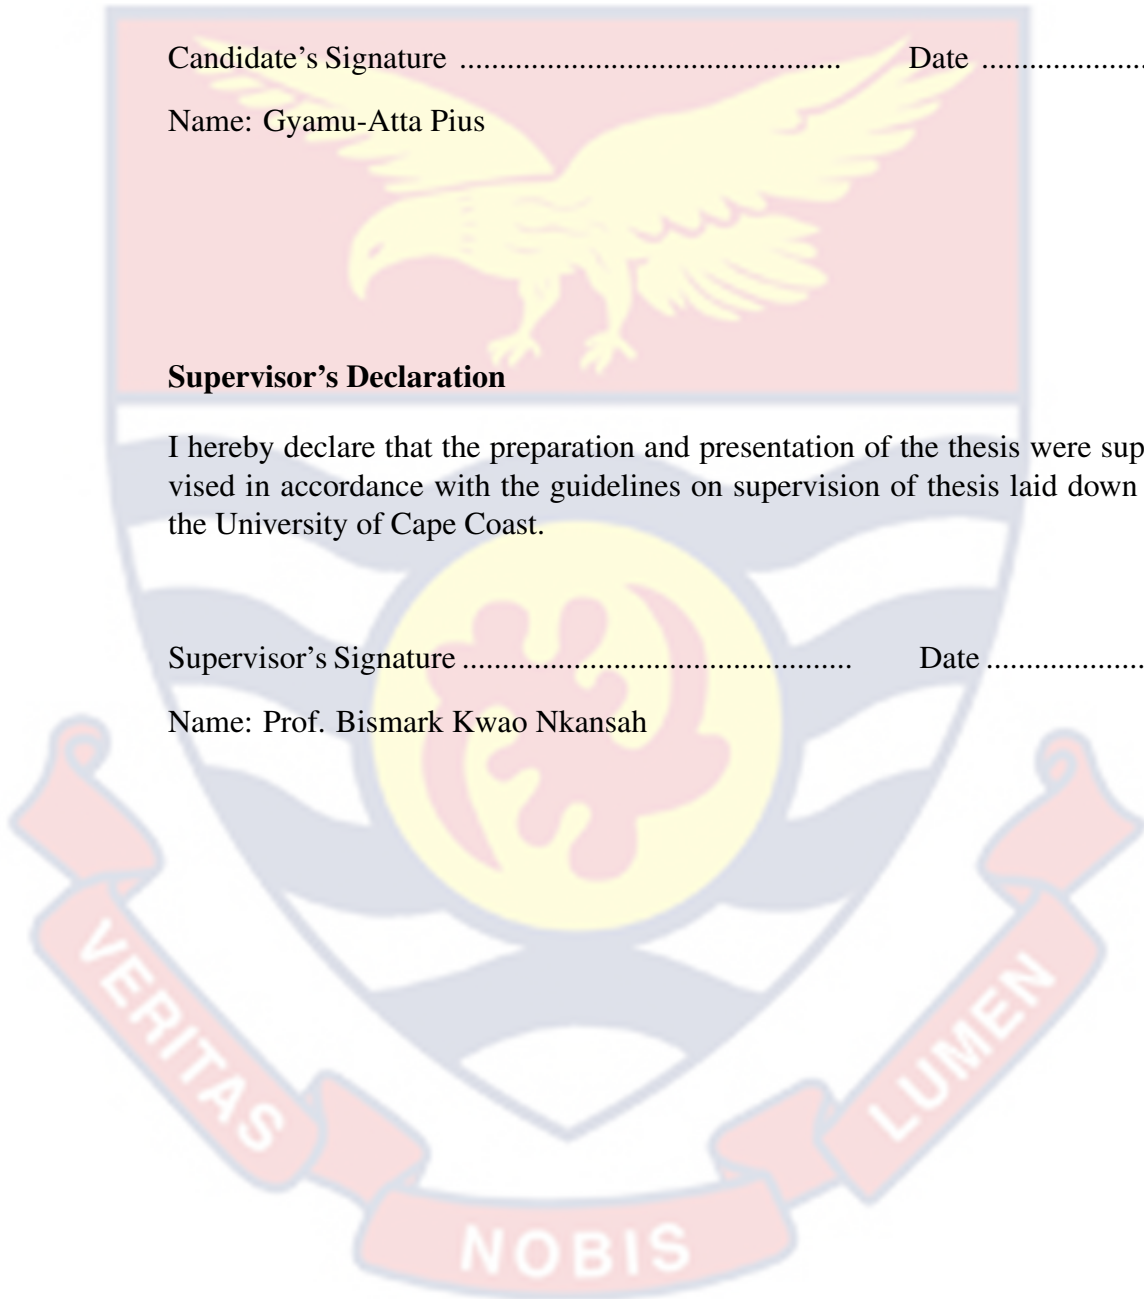 Candidate's Signature ................................................ Date .....................
Name: Gyamu-Atta Pius
Supervisor's Declaration
I hereby declare that the preparation and presentation of the thesis were sup
vised in accordance with the guidelines on supervision of thesis laid down
the University of Cape Coast.
Supervisor's Signature ................................................. Date ....................
Name: Prof. Bismark Kwao Nkansah
VERITAS
NOBIS
LUMEN